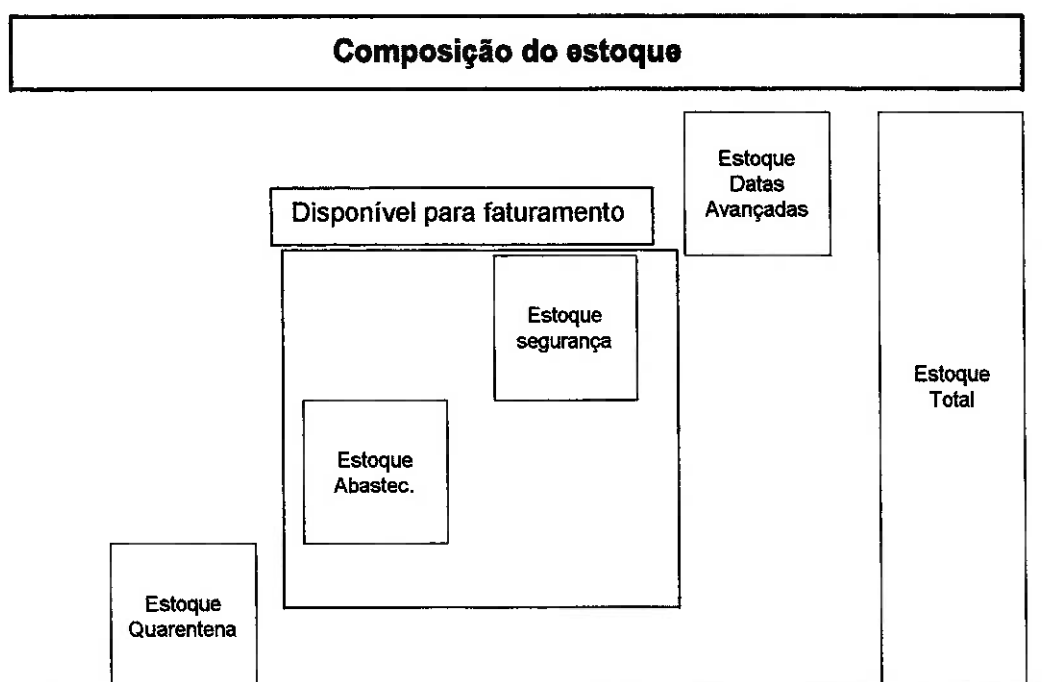 Composição do estoque
Estoque
Datas
Avançadas
Disponível para faturamento
Estoque
segurança
Estoque
Total
Estoque
Abastec.
Estoque
Quarentena